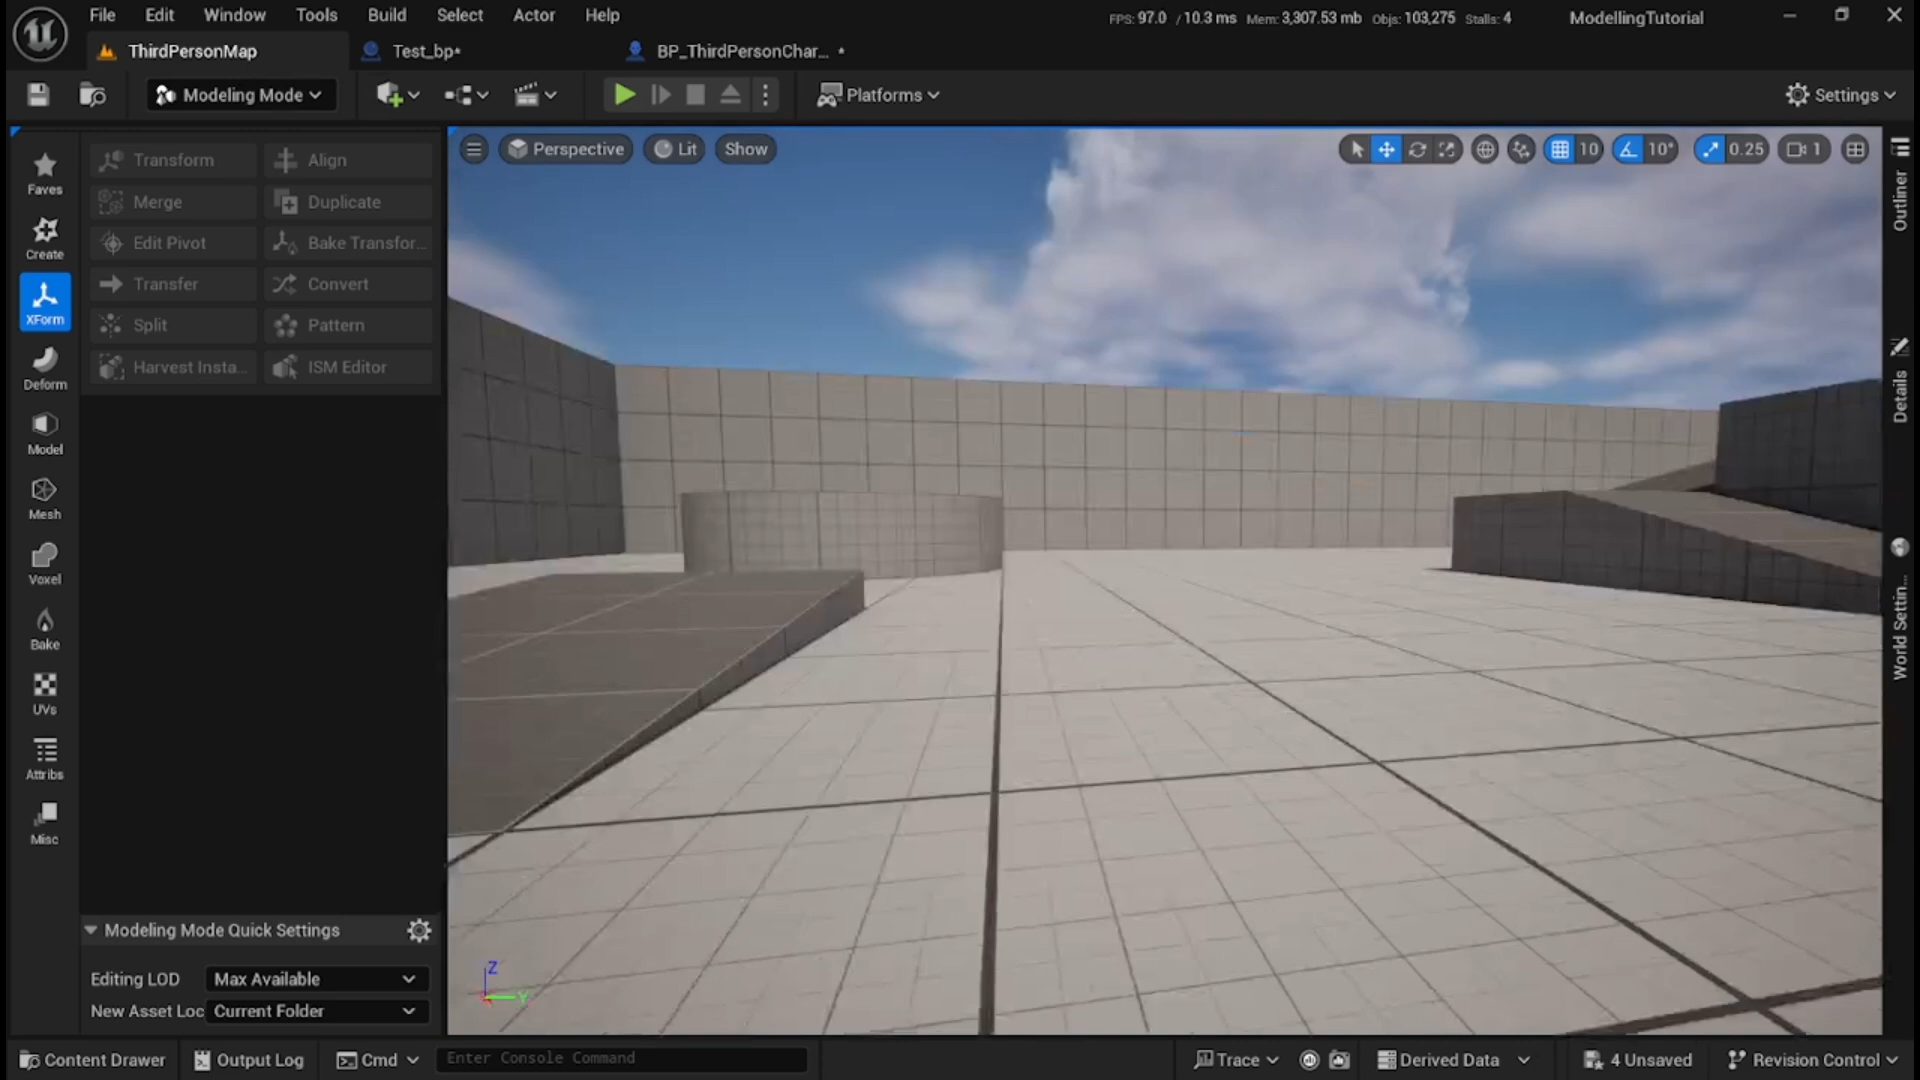 File Edit Window Tools Build Select Actor Help
FPS: 97.0 / 10.3 ms Mem: 3,307.53 mb Objs: 103,275 Stalls: 4
ModellingTutorial
ThirdPersonMap
Test_bp*
BP_ThirdPersonChar... *
Modeling Mode
Platforms
Settings
Faves
Create
XForm
Deform
Model
Mesh
Voxel
Bake
UVs
Attribs
Misc
Transform Align
Merge Duplicate
Edit Pivot Bake Transfor...
Transfer Convert
Split Pattern
Harvest Insta... ISM Editor
Perspective Lit Show
10 10° 0.25 1
Outliner
Details
World Settin...
Z
Y
Modeling Mode Quick Settings
Editing LOD Max Available
New Asset Loc Current Folder
Content Drawer Output Log Cmd Enter Console Command
Trace Derived Data 4 Unsaved Revision Control